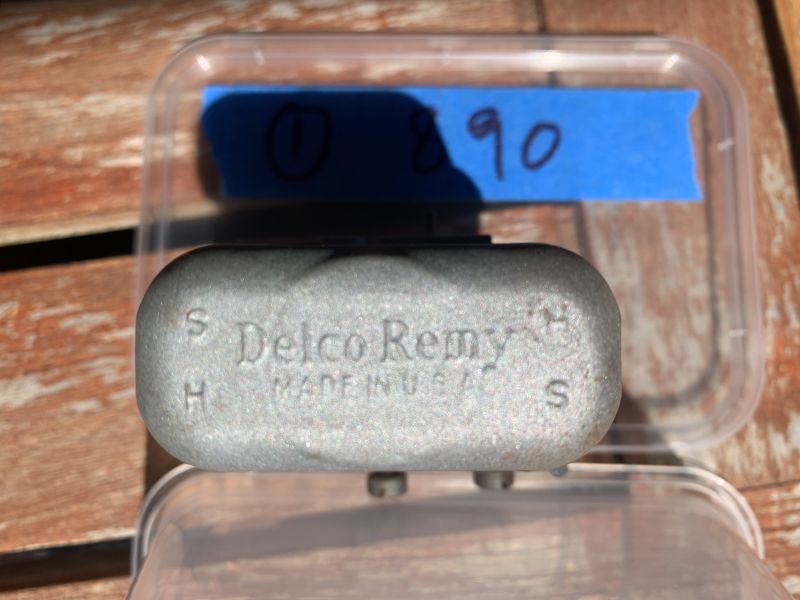 ① 890
S H
Delco Remy
MADE IN U.S.A.
H S